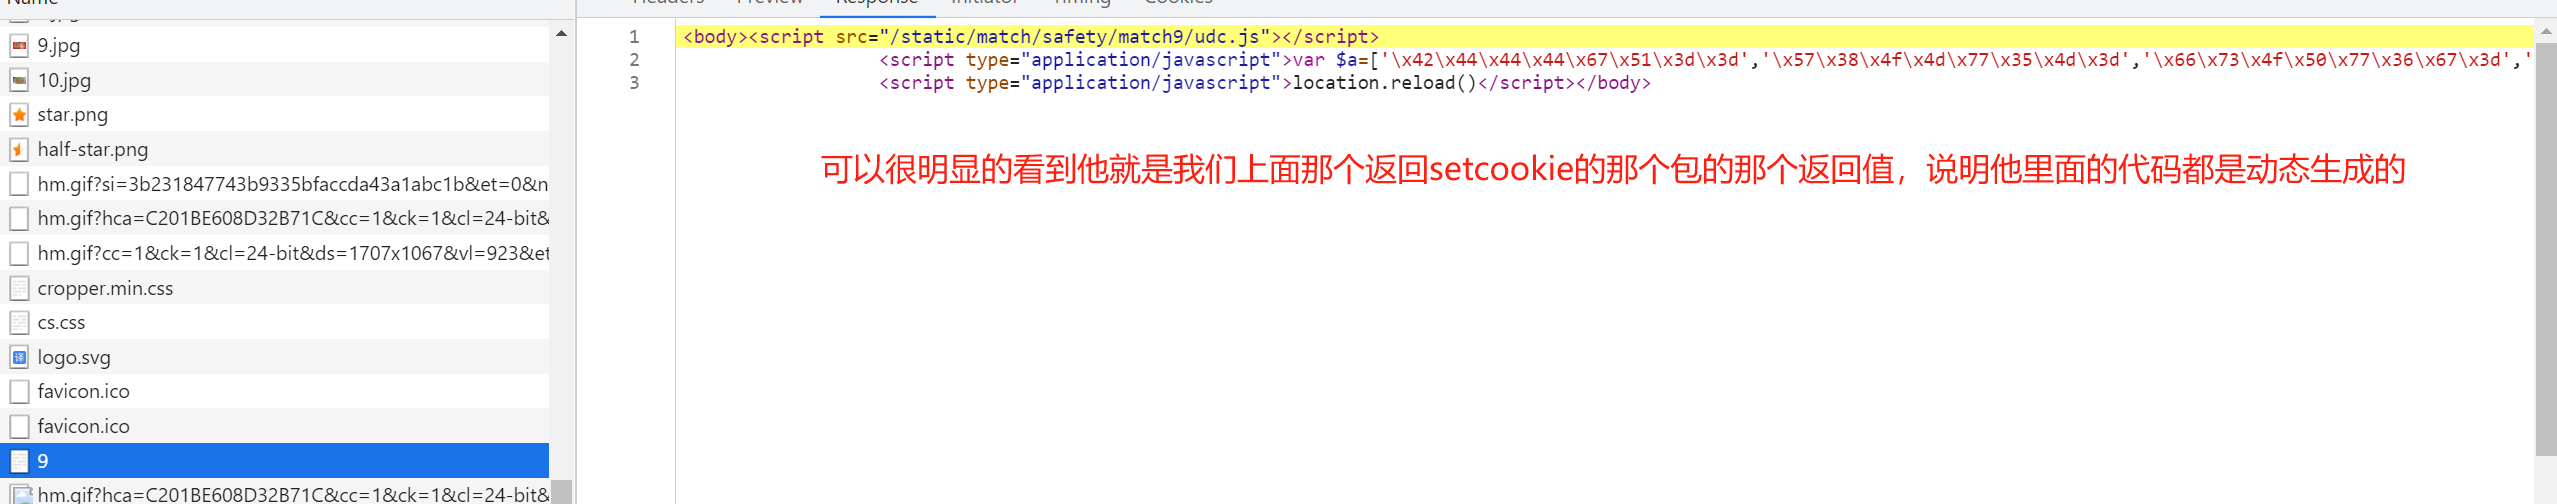 Name
Headers Preview Response Initiator Timing Cookies
9.jpg
10.jpg
star.png
half-star.png
hm.gif?si=3b231847743b9335bfaccda43a1abc1b&et=0&n
hm.gif?hca=C201BE608D32B71C&cc=1&ck=1&cl=24-bit&
hm.gif?cc=1&ck=1&cl=24-bit&ds=1707x1067&vl=923&et
cropper.min.css
cs.css
logo.svg
favicon.ico
favicon.ico
9
hm.gif?hca=C201BE608D32B71C&cc=1&ck=1&cl=24-bit&
1 <body><script src="/static/match/safety/match9/udc.js"></script>
2 <script type="application/javascript">var $a=['\x42\x44\x44\x44\x67\x51\x3d\x3d','\x57\x38\x4f\x4d\x77\x35\x4d\x3d','\x66\x73\x4f\x50\x77\x36\x67\x3d','
3 <script type="application/javascript">location.reload()</script></body>
可以很明显的看到他就是我们上面那个返回setcookie的那个包的那个返回值，说明他里面的代码都是动态生成的